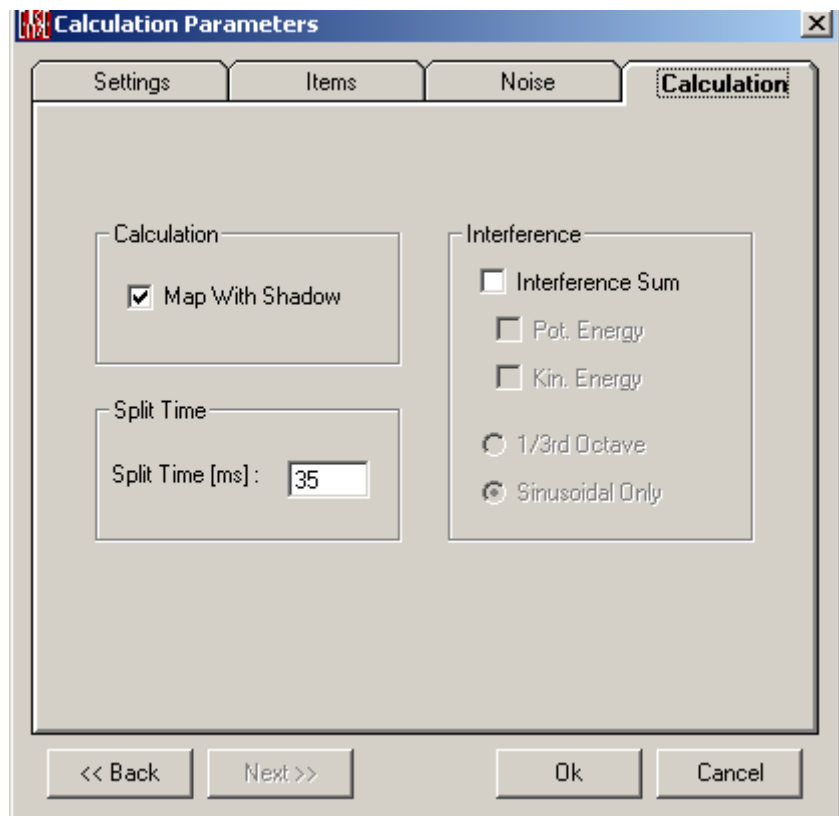 Calculation Parameters
Settings
Items
Noise
Calculation
Calculation
Map With Shadow
Split Time
Split Time [ms] :
35
Interference
Interference Sum
Pot. Energy
Kin. Energy
1/3rd Octave
Sinusoidal Only
<< Back
Next >>
Ok
Cancel